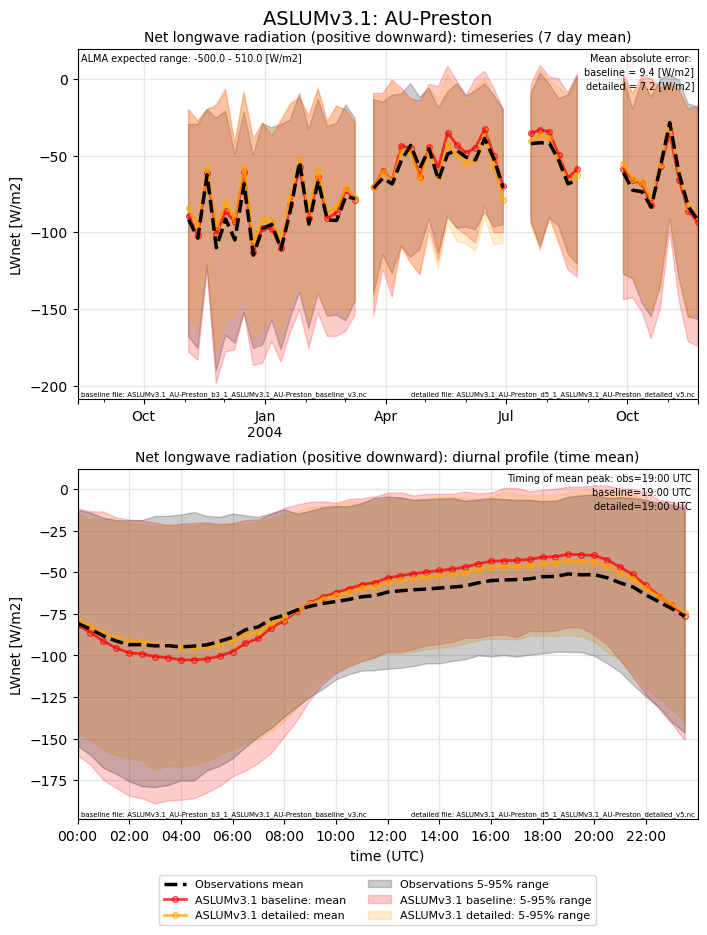 ASLUMv3.1: AU-Preston
Net longwave radiation (positive downward): timeseries (7 day mean)
ALMA expected range: -500.0 - 510.0 [W/m2]
Mean absolute error:
baseline = 9.4 [W/m2]
detailed = 7.2 [W/m2]
0
−50
−100
−150
−200
LWnet [W/m2]
baseline file: ASLUMv3.1_AU-Preston_b3_1_ASLUMv3.1_AU-Preston_baseline_v3.nc
detailed file: ASLUMv3.1_AU-Preston_d5_1_ASLUMv3.1_AU-Preston_detailed_v5.nc
Oct Jan Apr Jul Oct
2004
Net longwave radiation (positive downward): diurnal profile (time mean)
Timing of mean peak: obs=19:00 UTC
baseline=19:00 UTC
detailed=19:00 UTC
0
−25
−50
−75
−100
−125
−150
−175
LWnet [W/m2]
baseline file: ASLUMv3.1_AU-Preston_b3_1_ASLUMv3.1_AU-Preston_baseline_v3.nc
detailed file: ASLUMv3.1_AU-Preston_d5_1_ASLUMv3.1_AU-Preston_detailed_v5.nc
00:00 02:00 04:00 06:00 08:00 10:00 12:00 14:00 16:00 18:00 20:00 22:00
time (UTC)
Observations mean
ASLUMv3.1 baseline: mean
ASLUMv3.1 detailed: mean
Observations 5-95% range
ASLUMv3.1 baseline: 5-95% range
ASLUMv3.1 detailed: 5-95% range